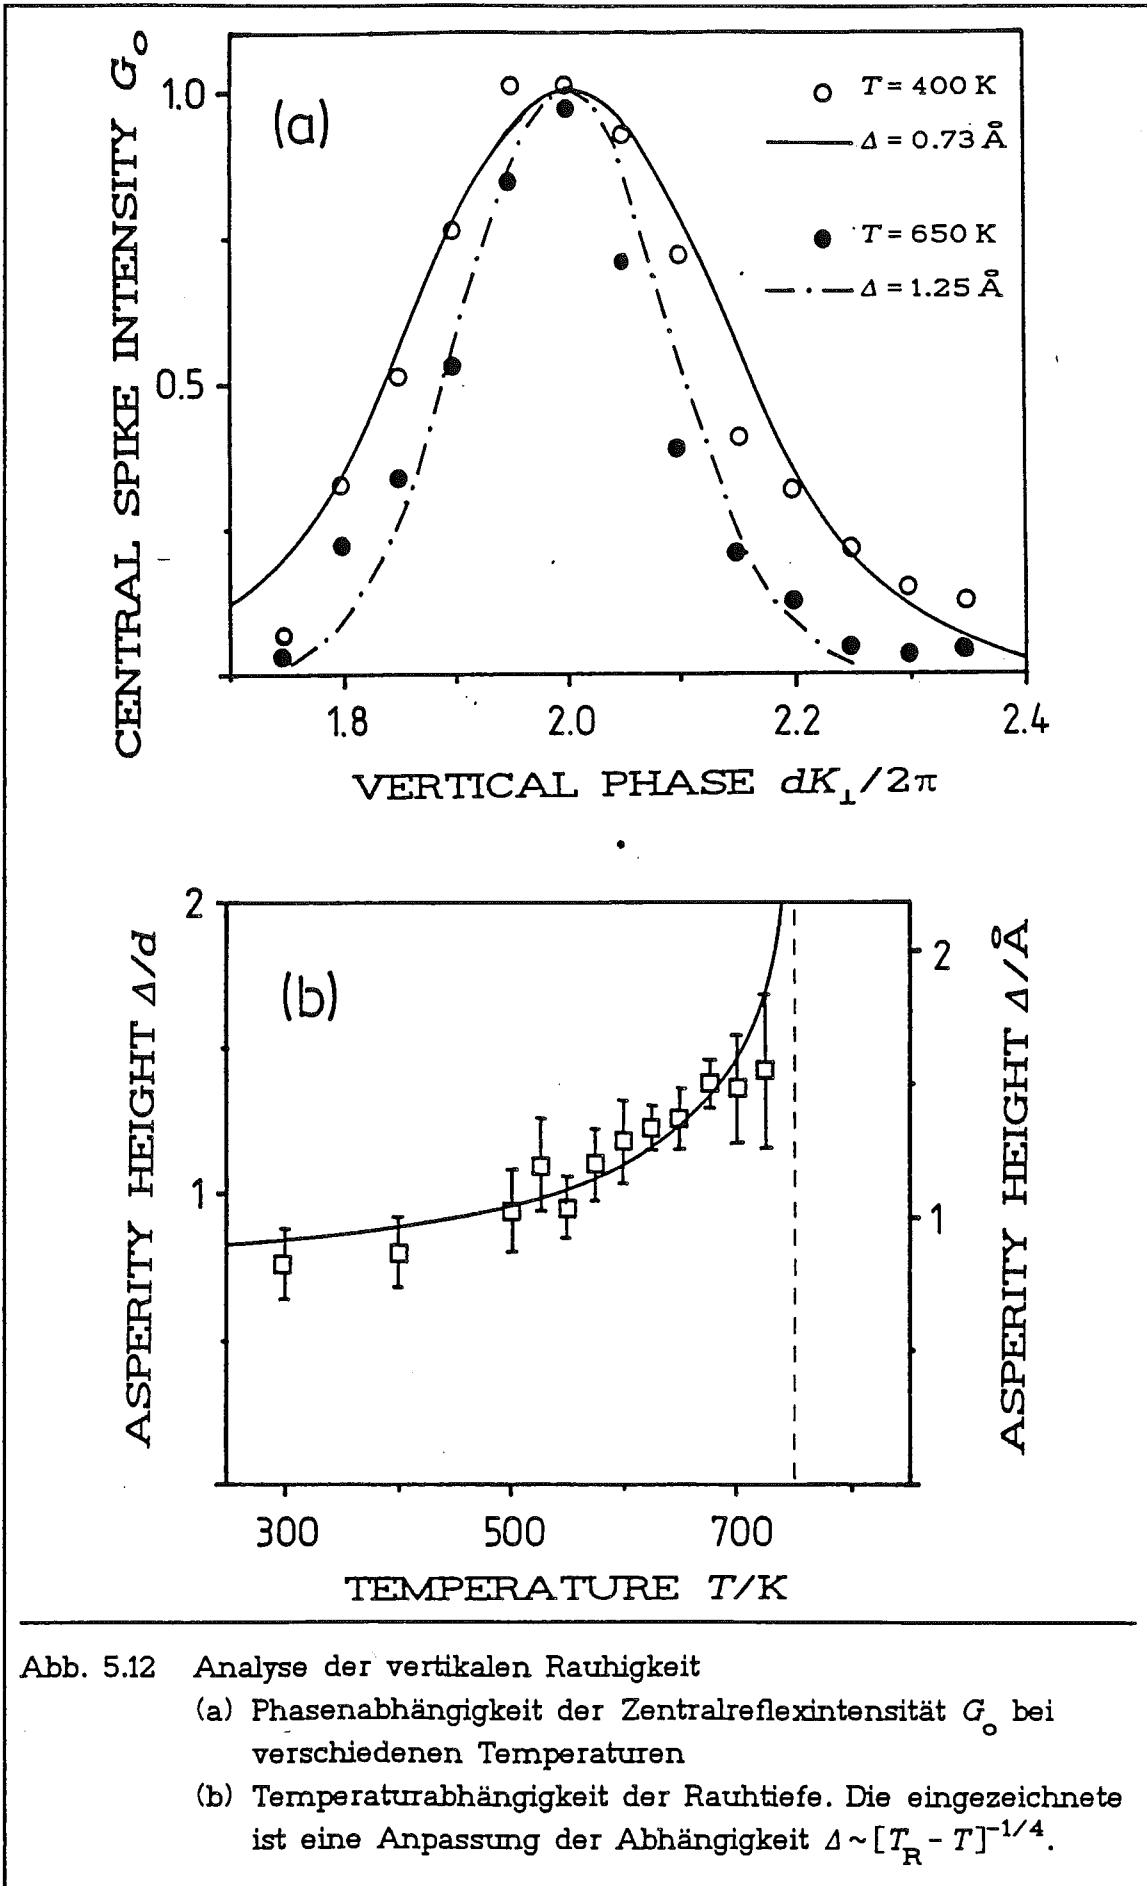 CENTRAL SPIKE INTENSITY G₀
1.0
0.5
(a)
T = 400 K
Δ = 0.73 Å
T = 650 K
Δ = 1.25 Å
1.8 2.0 2.2 2.4
VERTICAL PHASE dK⊥/2π
ASPERITY HEIGHT Δ/d
2
1
(b)
2
1
ASPERITY HEIGHT Δ/Å
300 500 700
TEMPERATURE T/K
Abb. 5.12 Analyse der vertikalen Rauhigkeit
(a) Phasenabhängigkeit der Zentralreflexintensität G₀ bei
verschiedenen Temperaturen
(b) Temperaturabhängigkeit der Rauhtiefe. Die eingezeichnete
ist eine Anpassung der Abhängigkeit Δ ~ [T_R - T]^-1/4.